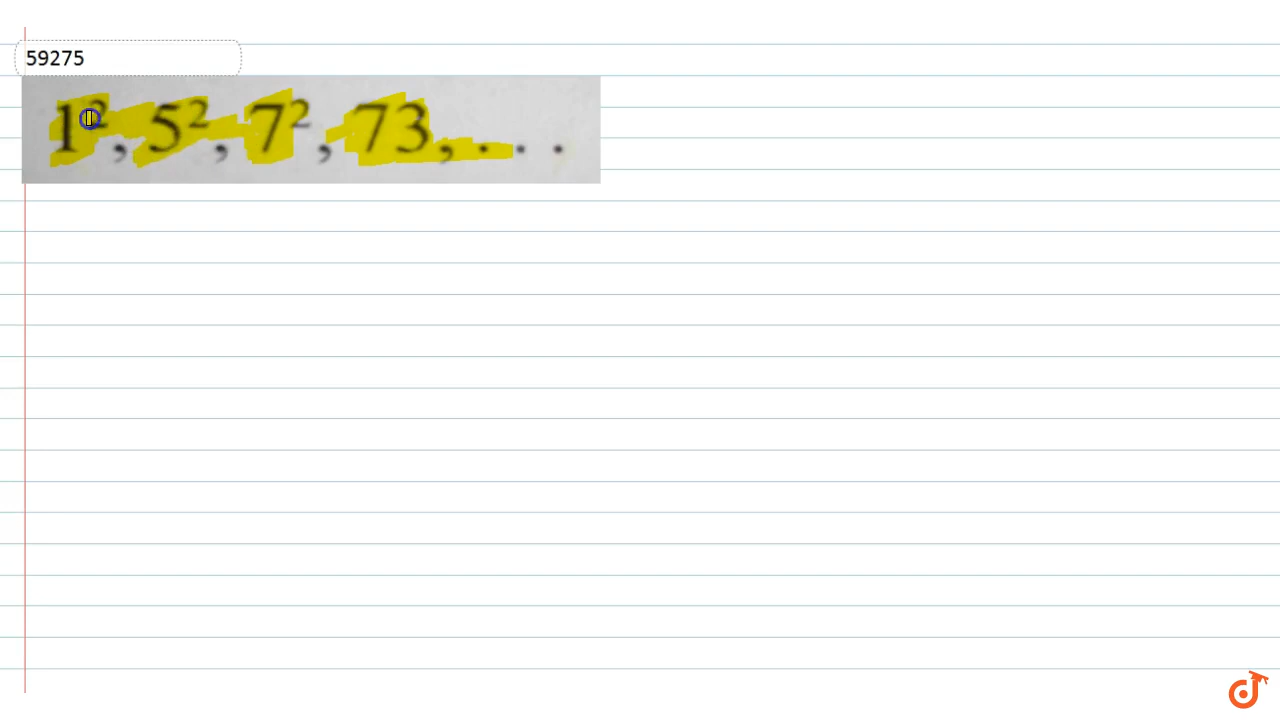 59275
1², 5², 7², 73, . . .